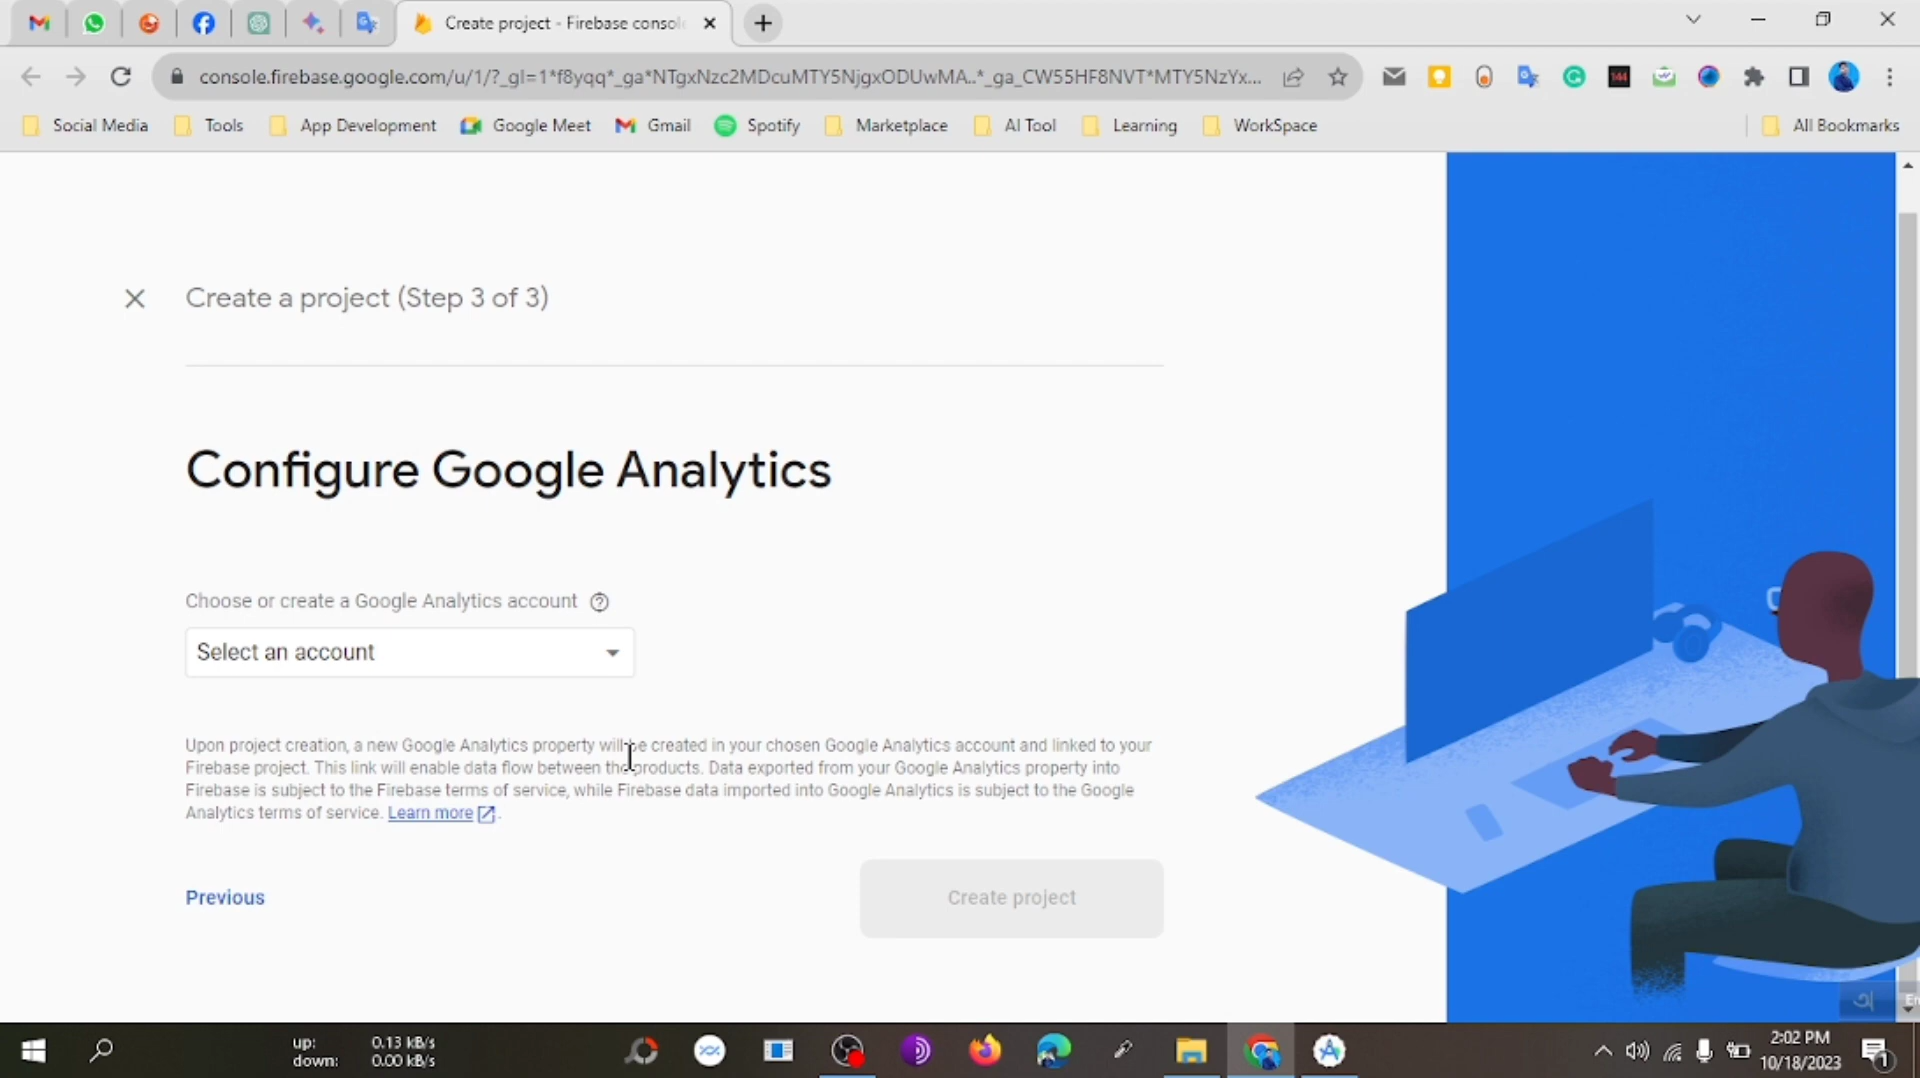 Create project - Firebase consol
console.firebase.google.com/u/1/?_gl=1*f8yqq*_ga*NTgxNzc2MDcuMTY5NjgxODUwMA..*_ga_CW55HF8NVT*MTY5NzYx...
144
Social Media
Tools
App Development
Google Meet
Gmail
Spotify
Marketplace
AI Tool
Learning
WorkSpace
All Bookmarks
Create a project (Step 3 of 3)
Configure Google Analytics
Choose or create a Google Analytics account
Select an account
Upon project creation, a new Google Analytics property will be created in your chosen Google Analytics account and linked to your
Firebase project. This link will enable data flow between the products. Data exported from your Google Analytics property into
Firebase is subject to the Firebase terms of service, while Firebase data imported into Google Analytics is subject to the Google
Analytics terms of service. Learn more.
Previous
Create project
up: 0.13 kB/s
down: 0.00 kB/s
2:02 PM
10/18/2023
1